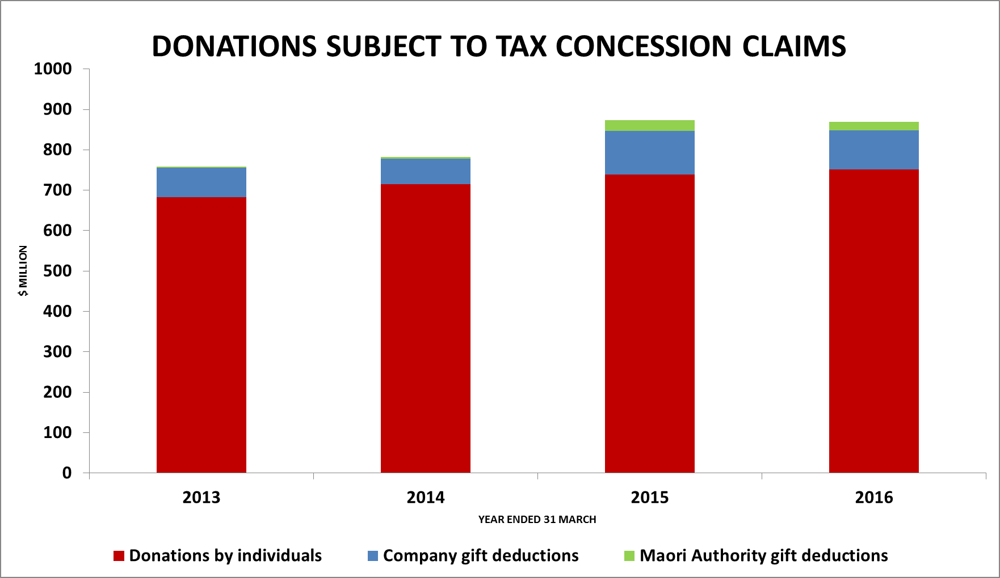 DONATIONS SUBJECT TO TAX CONCESSION CLAIMS
1000
900
800
700
600
500
400
300
200
100
0
$ MILLION
2013 2014 2015 2016
YEAR ENDED 31 MARCH
Donations by individuals Company gift deductions Maori Authority gift deductions